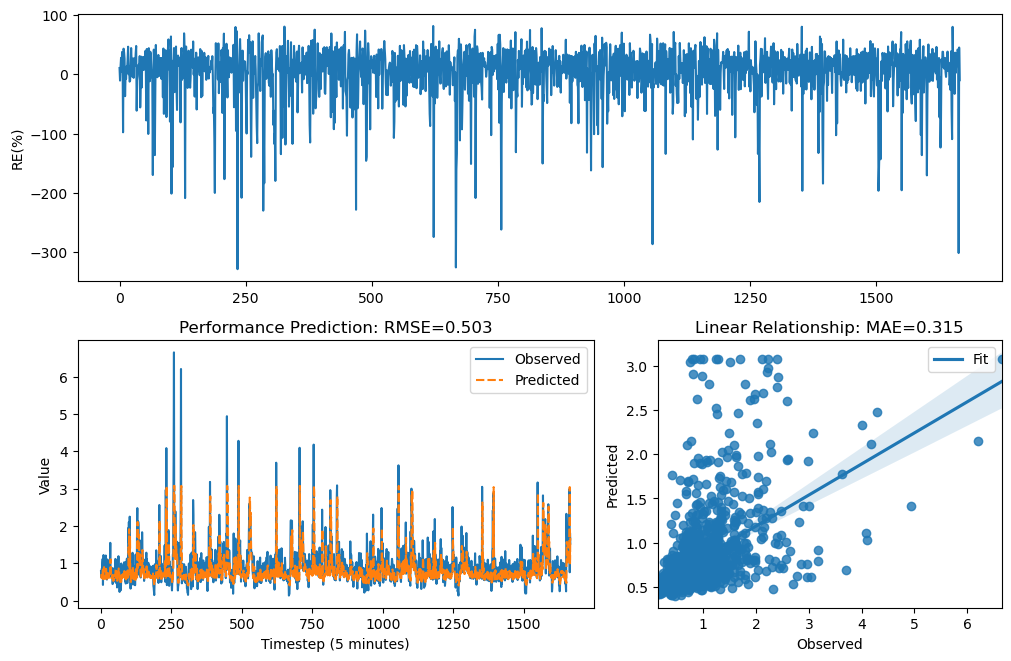 100
0
−100
−200
−300
RE(%)
0 250 500 750 1000 1250 1500
Performance Prediction: RMSE=0.503
Observed
Predicted
6
5
4
3
2
1
0
Value
0 250 500 750 1000 1250 1500
Timestep (5 minutes)
Linear Relationship: MAE=0.315
Fit
3.0
2.5
2.0
1.5
1.0
0.5
Predicted
1 2 3 4 5 6
Observed